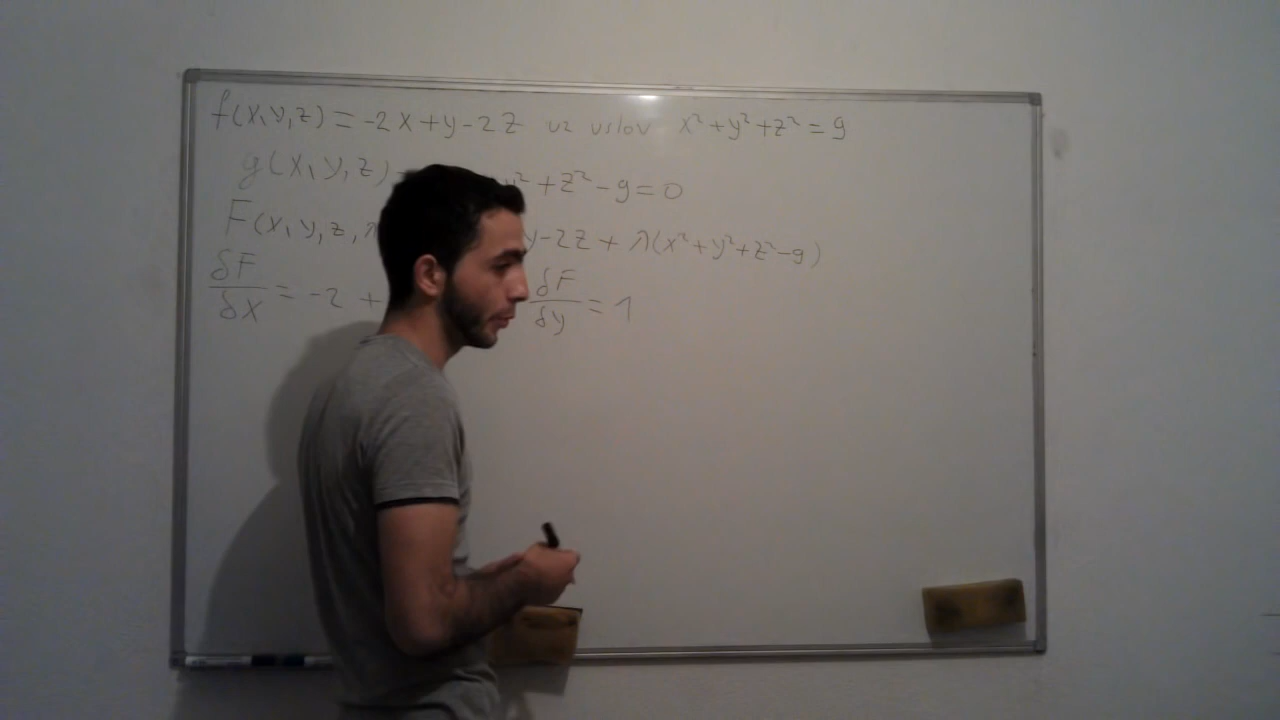 f(x,y,z) = -2x+y-2z uz uslov x²+y²+z² = 9
g(x,y,z) y²+z²-9=0
F(x,y,z,λ y-2z + λ(x²+y²+z²-9)
δF/δx = -2 + δF/δy = 1